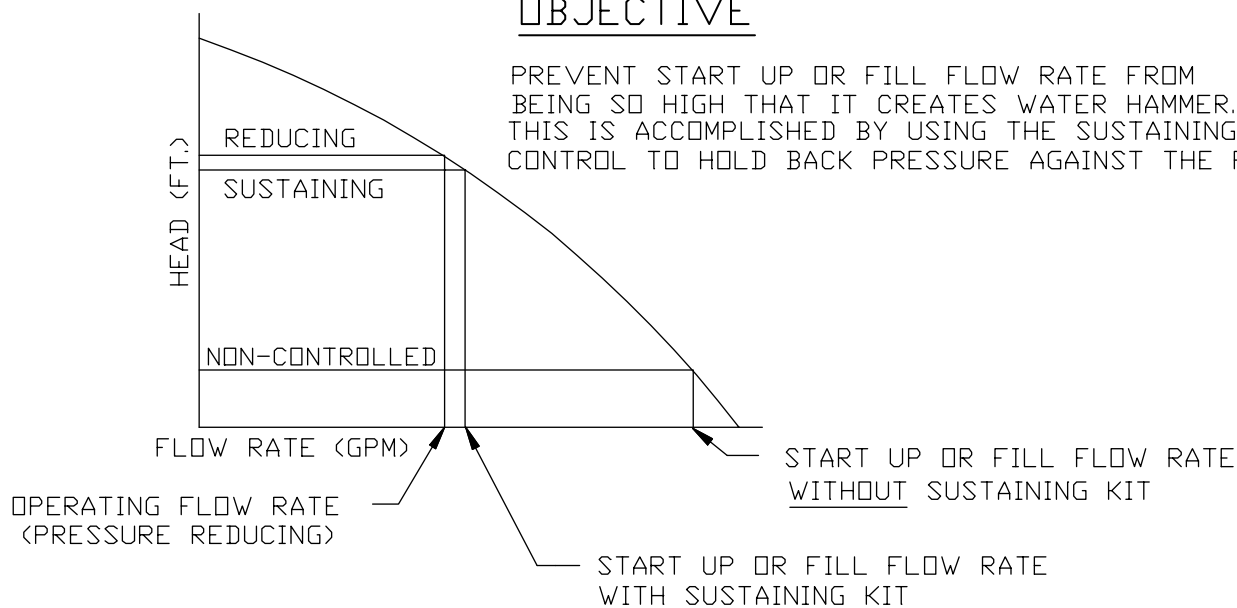 OBJECTIVE
PREVENT START UP OR FILL FLOW RATE FROM
BEING SO HIGH THAT IT CREATES WATER HAMMER.
THIS IS ACCOMPLISHED BY USING THE SUSTAINING
CONTROL TO HOLD BACK PRESSURE AGAINST THE
REDUCING
SUSTAINING
HEAD (FT.)
NON-CONTROLLED
FLOW RATE (GPM)
START UP OR FILL FLOW RATE
WITHOUT SUSTAINING KIT
OPERATING FLOW RATE
(PRESSURE REDUCING)
START UP OR FILL FLOW RATE
WITH SUSTAINING KIT